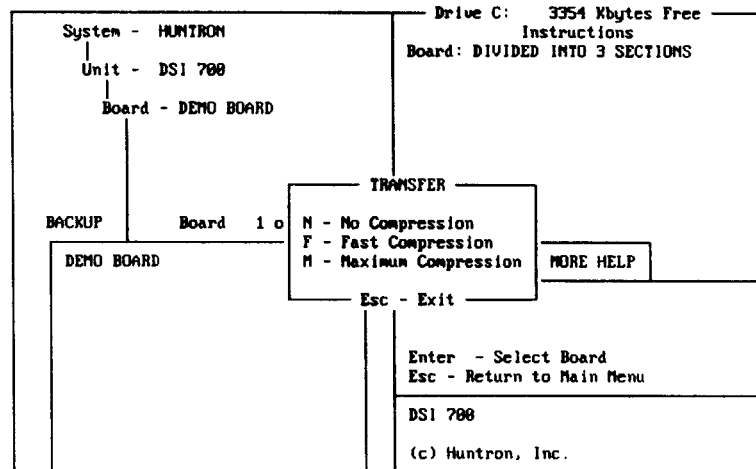 Drive C: 3354 Kbytes Free
System - HUNTRON
Instructions
Unit - DSI 700
Board: DIVIDED INTO 3 SECTIONS
Board - DEMO BOARD
TRANSFER
BACKUP Board 1 o
N - No Compression
F - Fast Compression
M - Maximum Compression
DEMO BOARD
MORE HELP
Esc - Exit
Enter - Select Board
Esc - Return to Main Menu
DSI 700
(c) Huntron, Inc.